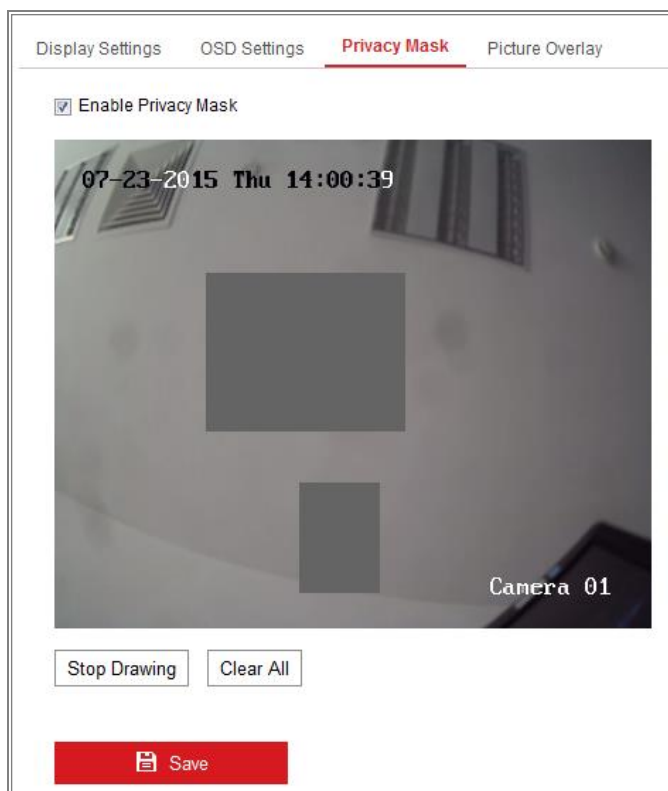 Display Settings OSD Settings Privacy Mask Picture Overlay
Enable Privacy Mask
07-23-2015 Thu 14:00:39
Camera 01
Stop Drawing Clear All
Save